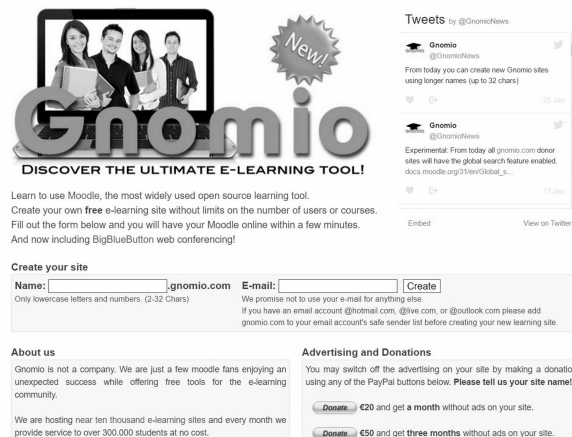 New!
Gnomio
DISCOVER THE ULTIMATE E-LEARNING TOOL!
Learn to use Moodle, the most widely used open source learning tool.
Create your own free e-learning site without limits on the number of users or courses.
Fill out the form below and you will have your Moodle online within a few minutes.
And now including BigBlueButton web conferencing!
Tweets by @GnomioNews
Gnomio
@GnomioNews
From today you can create new Gnomio sites
using longer names (up to 32 chars)
25 Jan
Gnomio
@GnomioNews
Experimental: From today all gnomio.com donor
sites will have the global search feature enabled.
docs.moodle.org/31/en/Global_s…
17 Jan
Embed View on Twitter
Create your site
Name: .gnomio.com E-mail: Create
Only lowercase letters and numbers. (2-32 Chars)
We promise not to use your e-mail for anything else.
If you have an email account @hotmail.com, @live.com, or @outlook.com please add
gnomio.com to your email account's safe sender list before creating your new learning site.
About us
Gnomio is not a company. We are just a few moodle fans enjoying an
unexpected success while offering free tools for the e-learning
community.
We are hosting near ten thousand e-learning sites and every month we
provide service to over 300.000 students at no cost.
Advertising and Donations
You may switch off the advertising on your site by making a donatio
using any of the PayPal buttons below. Please tell us your site name!
Donate €20 and get a month without ads on your site.
Donate €50 and get three months without ads on your site.